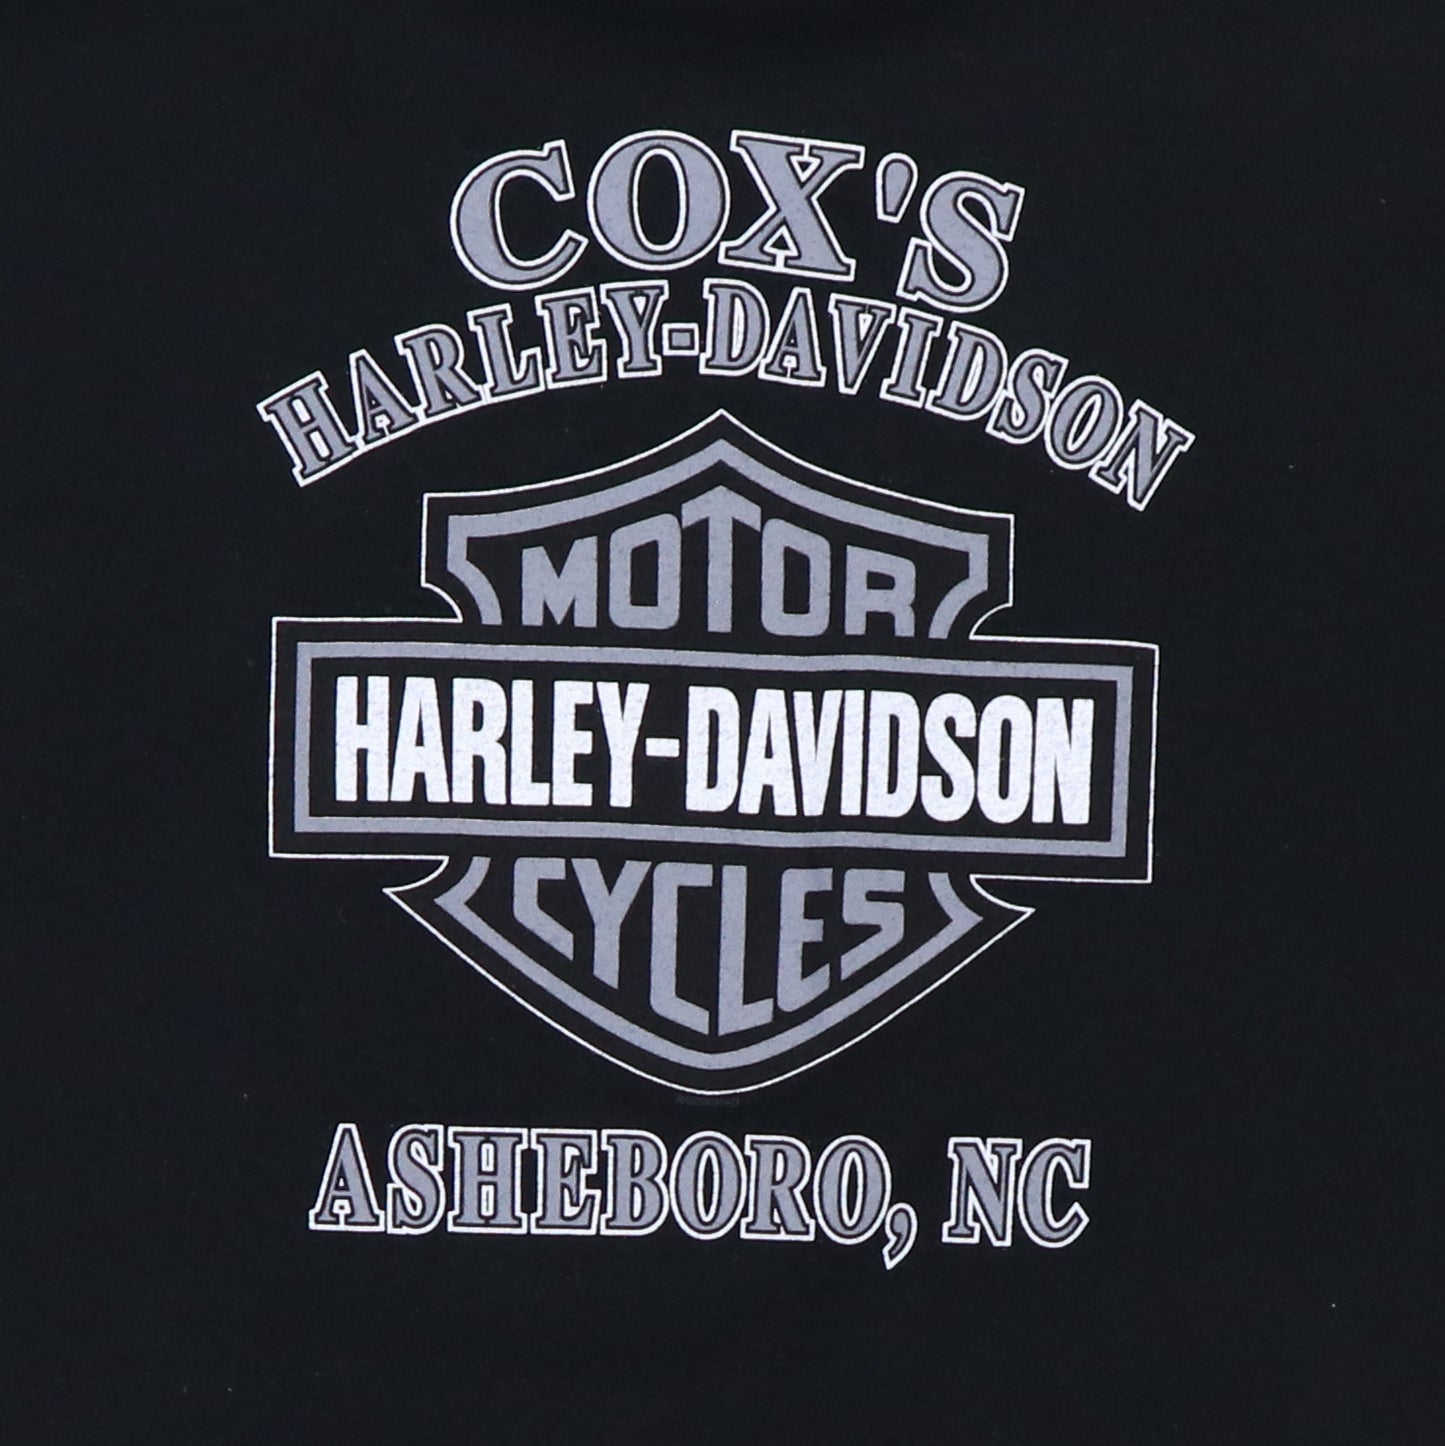 COX'S
HARLEY-DAVIDSON
MOTOR
HARLEY-DAVIDSON
CYCLES
ASHEBORO, NC